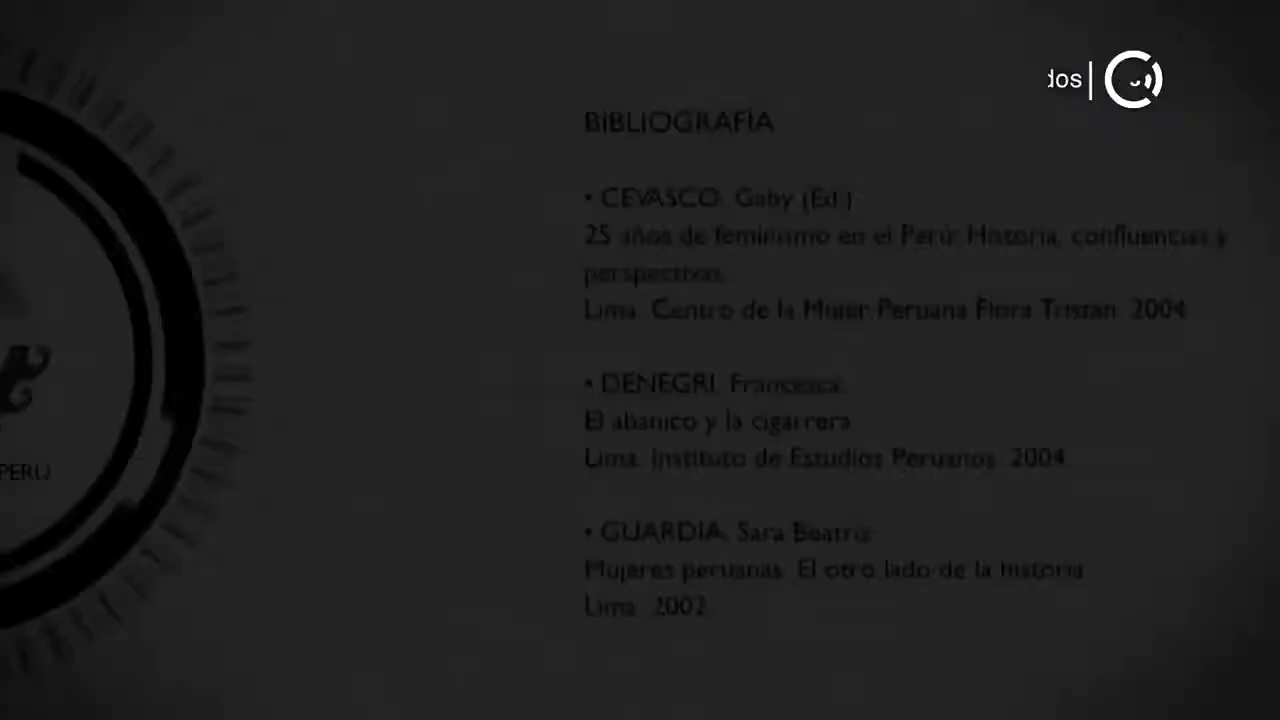 dos|
BIBLIOGRAFÍA
• CEVASCO, Gaby (Ed.)
25 años de feminismo en el Perú: Historia, confluencias y
perspectivas.
Lima. Centro de la Mujer Peruana Flora Tristan. 2004
• DENEGRI, Francesca.
El abanico y la cigarrera
Lima. Instituto de Estudios Peruanos. 2004
• GUARDIA, Sara Beatriz
Mujeres peruanas. El otro lado de la historia
Lima. 2002.
PERÚ